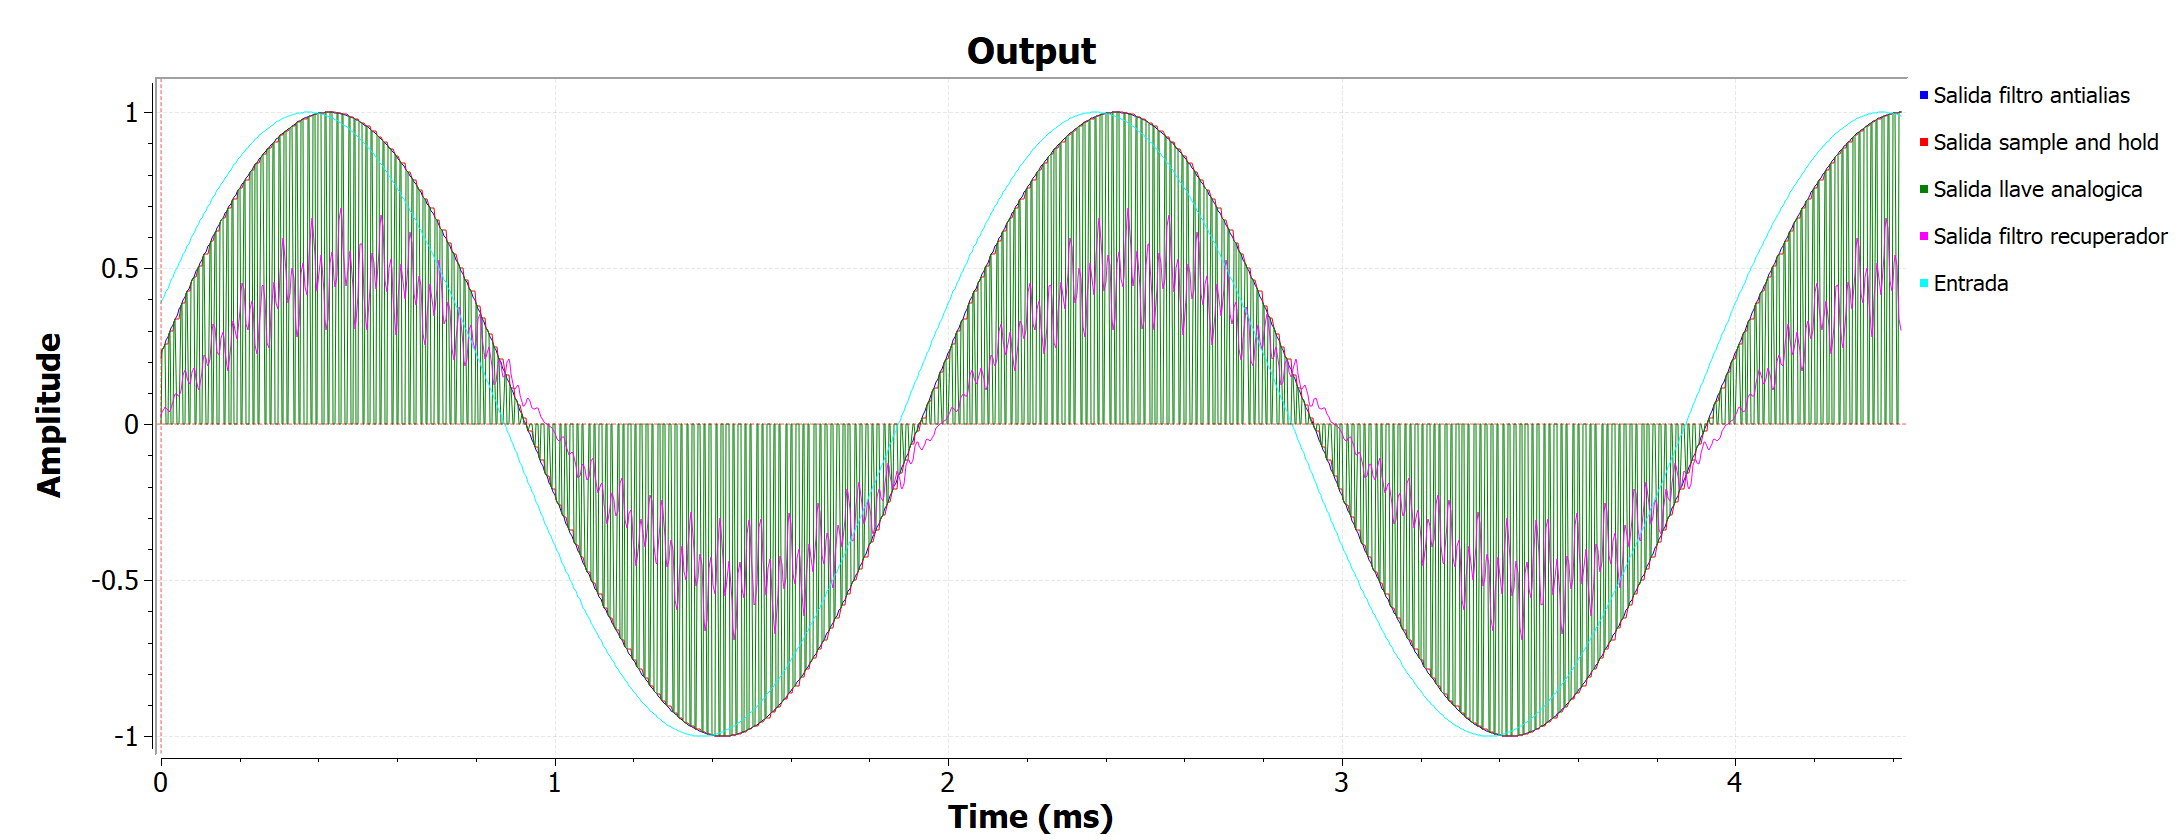 Output
Amplitude
1
0.5
0
-0.5
-1
0 1 2 3 4
Time (ms)
Salida filtro antialias
Salida sample and hold
Salida llave analogica
Salida filtro recuperador
Entrada